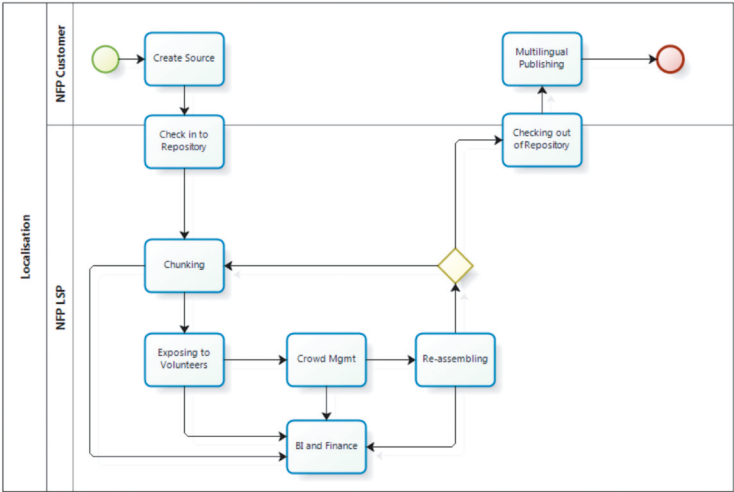 Localisation
NFP Customer
Create Source
Multilingual
Publishing
NFP LSP
Check in to
Repository
Checking out
of Repository
Chunking
Exposing to
Volunteers
Crowd Mgmt
Re-assembling
BI and Finance